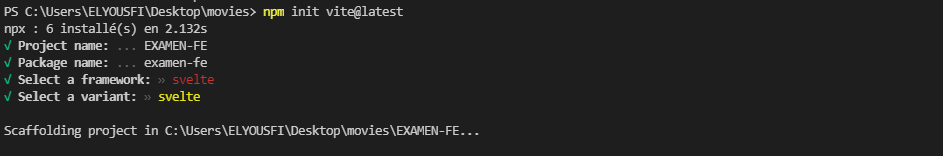 PS C:\Users\ELYOUSFI\Desktop\movies> npm init vite@latest
npx : 6 installé(s) en 2.132s
√ Project name: ... EXAMEN-FE
√ Package name: ... examen-fe
√ Select a framework: » svelte
√ Select a variant: » svelte
Scaffolding project in C:\Users\ELYOUSFI\Desktop\movies\EXAMEN-FE...